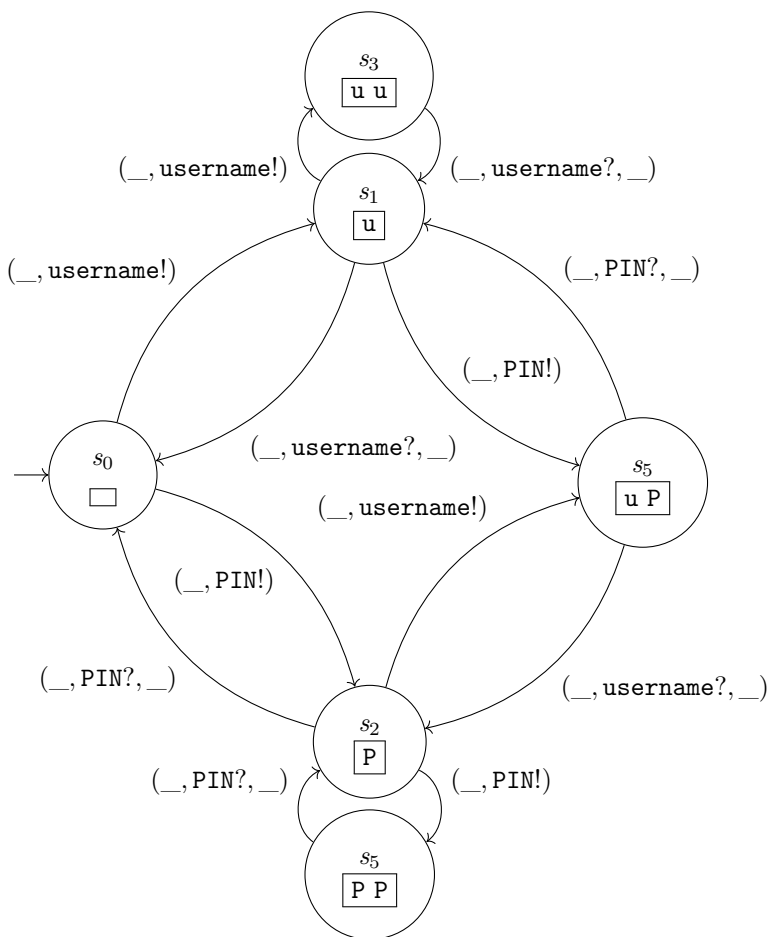 s3
u u
(_, username!)
(_, username?, _)
s1
u
(_, username!)
(_, PIN?, _)
(_, PIN!)
s0
(_, username?, _)
s5
u P
(_, username!)
(_, PIN!)
(_, PIN?, _)
(_, username?, _)
s2
P
(_, PIN?, _)
(_, PIN!)
s5
P P